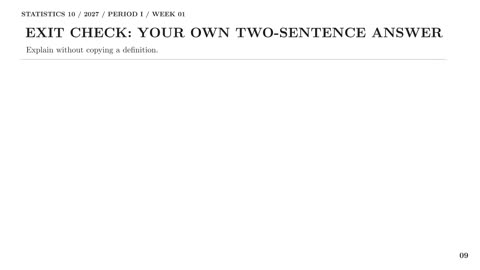 STATISTICS 10 / 2027 / PERIOD I / WEEK 01
EXIT CHECK: YOUR OWN TWO-SENTENCE ANSWER
Explain without copying a definition.
09